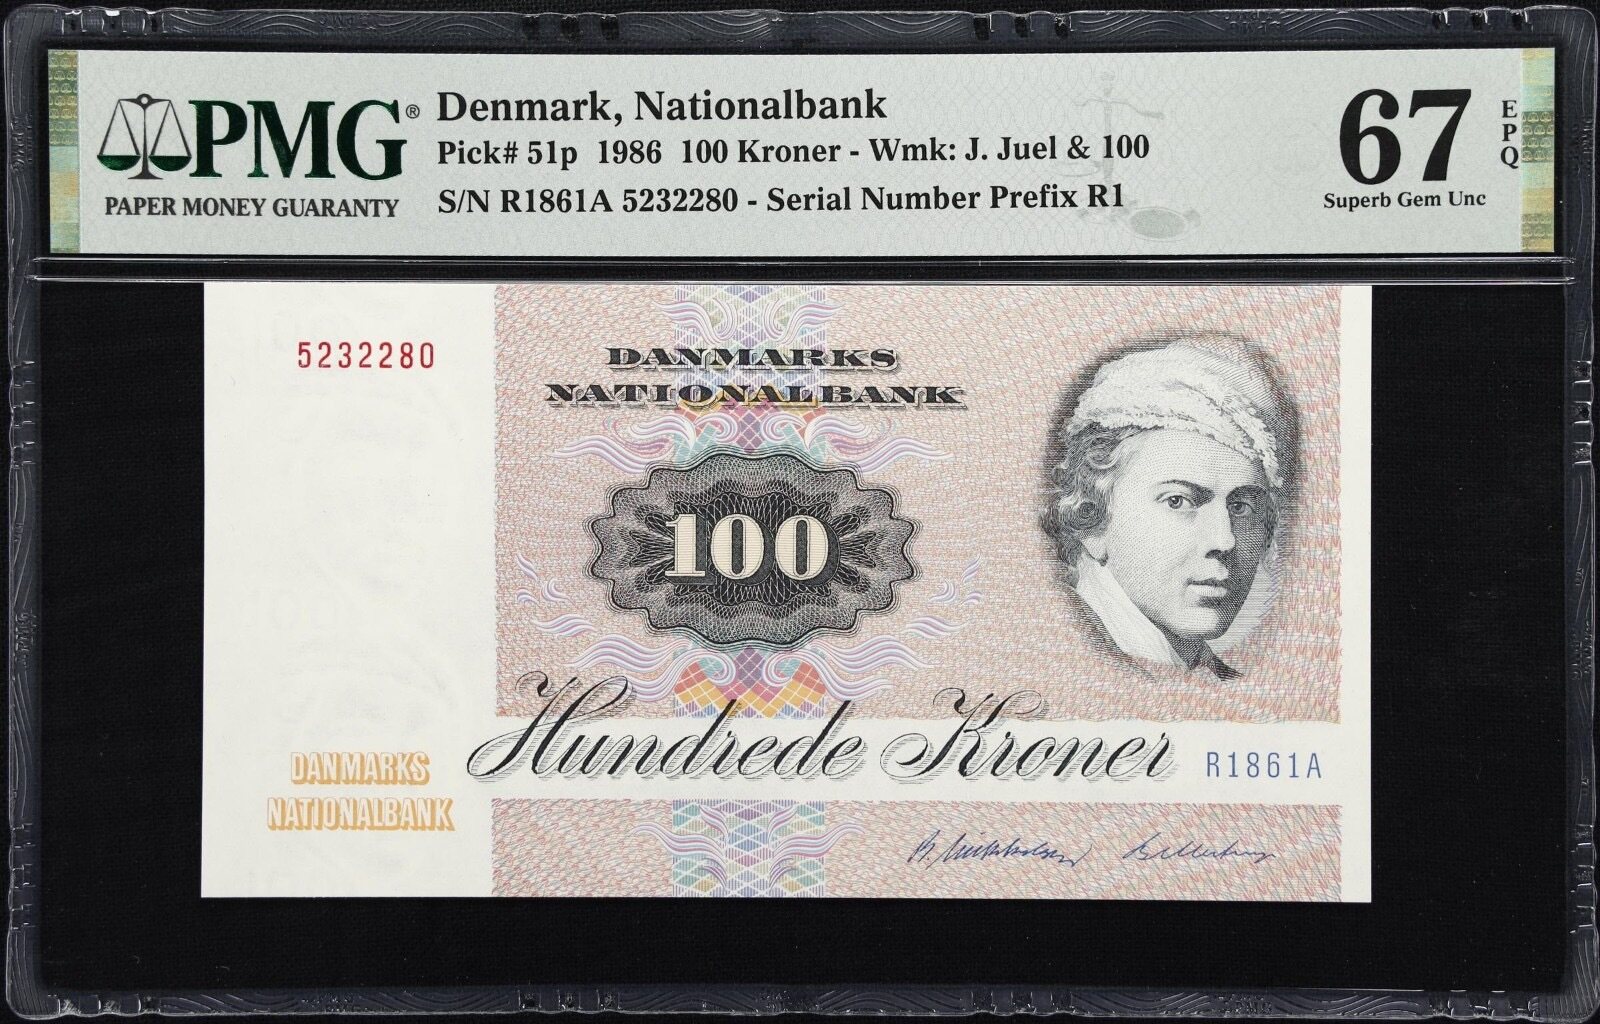 PMG®
PAPER MONEY GUARANTY
Denmark, Nationalbank
Pick# 51p 1986 100 Kroner - Wmk: J. Juel & 100
S/N R1861A 5232280 - Serial Number Prefix R1
67
EPQ
Superb Gem Unc
5232280
DANMARKS
NATIONALBANK
100
Hundrede Kroner
R1861A
DANMARKS
NATIONALBANK